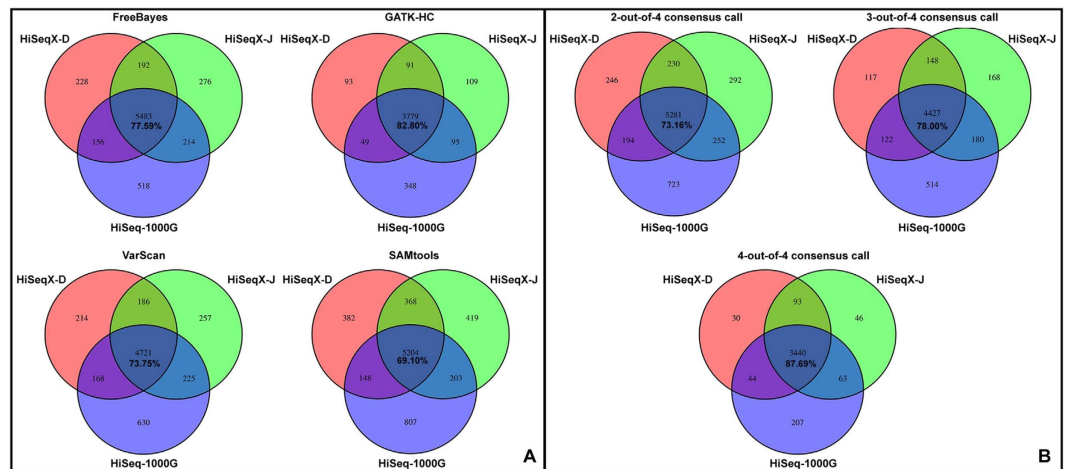 FreeBayes
HiSeqX-D
HiSeqX-J
192
228
276
5483
77.59%
156
214
518
HiSeq-1000G
GATK-HC
HiSeqX-D
HiSeqX-J
91
93
109
3779
82.80%
49
95
348
HiSeq-1000G
VarScan
HiSeqX-D
HiSeqX-J
186
214
257
4721
73.75%
168
225
630
HiSeq-1000G
SAMtools
HiSeqX-D
HiSeqX-J
368
382
419
5204
69.10%
148
203
807
HiSeq-1000G
A
2-out-of-4 consensus call
HiSeqX-D
HiSeqX-J
230
246
292
5281
73.16%
194
252
723
HiSeq-1000G
3-out-of-4 consensus call
HiSeqX-D
HiSeqX-J
148
117
168
4427
78.00%
122
180
514
HiSeq-1000G
4-out-of-4 consensus call
HiSeqX-D
HiSeqX-J
93
30
46
3440
87.69%
44
63
207
HiSeq-1000G
B